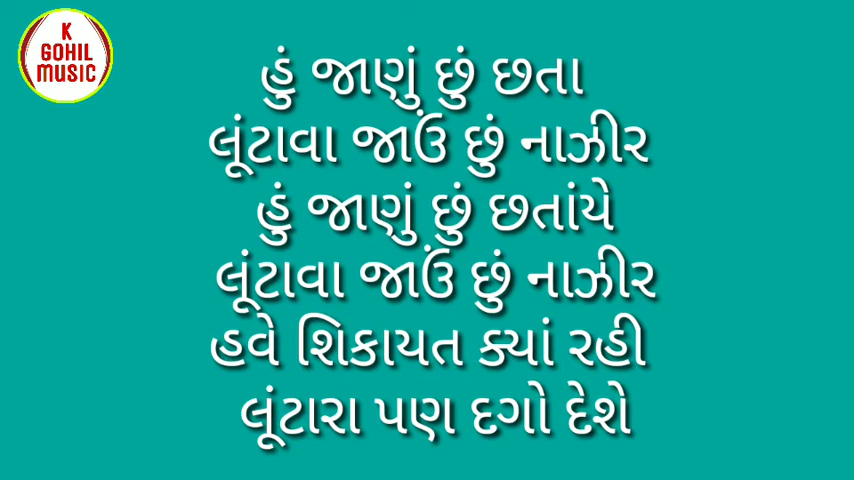 K
GOHIL
MUSIC
હું જાણું છું છતા
લૂંટાવા જાઉં છું નાઝીર
હું જાણું છું છતાંયે
લૂંટાવા જાઉં છું નાઝીર
હવે શિકાયત ક્યાં રહી
લૂંટારા પણ દગો દેશે